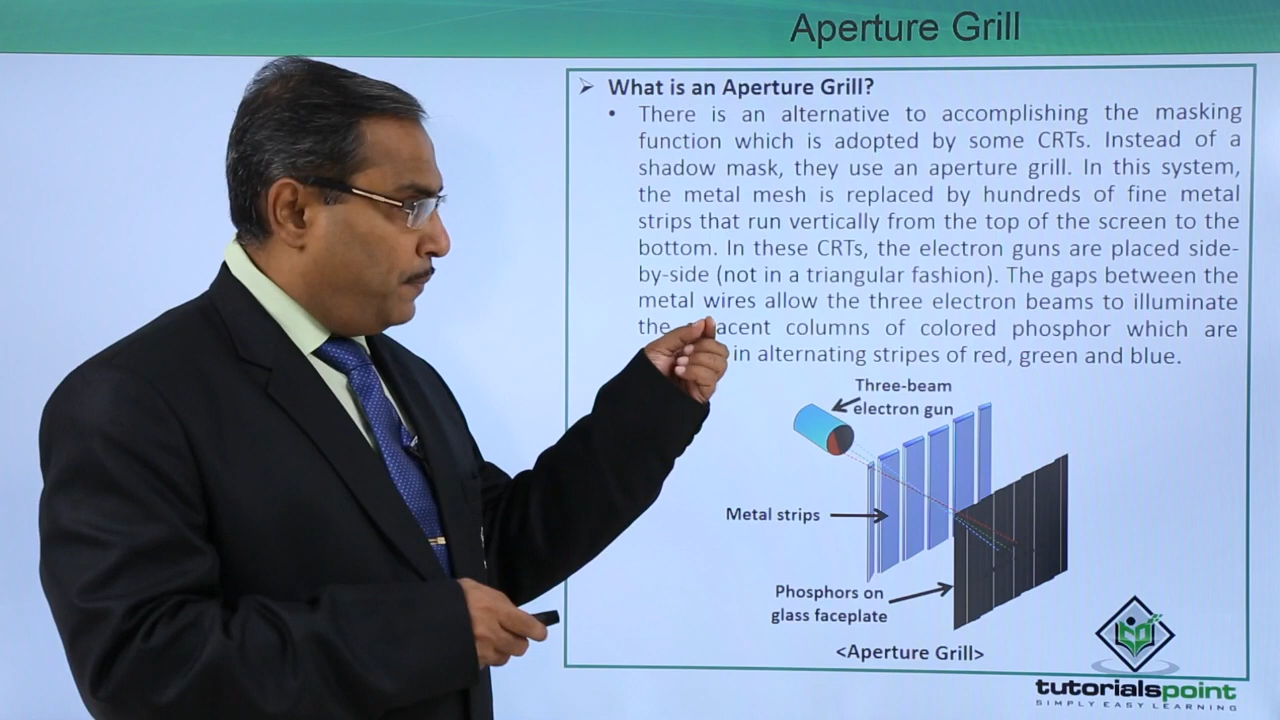 Aperture Grill
➢ What is an Aperture Grill?
• There is an alternative to accomplishing the masking
function which is adopted by some CRTs. Instead of a
shadow mask, they use an aperture grill. In this system,
the metal mesh is replaced by hundreds of fine metal
strips that run vertically from the top of the screen to the
bottom. In these CRTs, the electron guns are placed side-
by-side (not in a triangular fashion). The gaps between the
metal wires allow the three electron beams to illuminate
the acent columns of colored phosphor which are
in alternating stripes of red, green and blue.
Three-beam
electron gun
Metal strips
Phosphors on
glass faceplate
<Aperture Grill>
tutorialspoint
SIMPLY EASY LEARNING